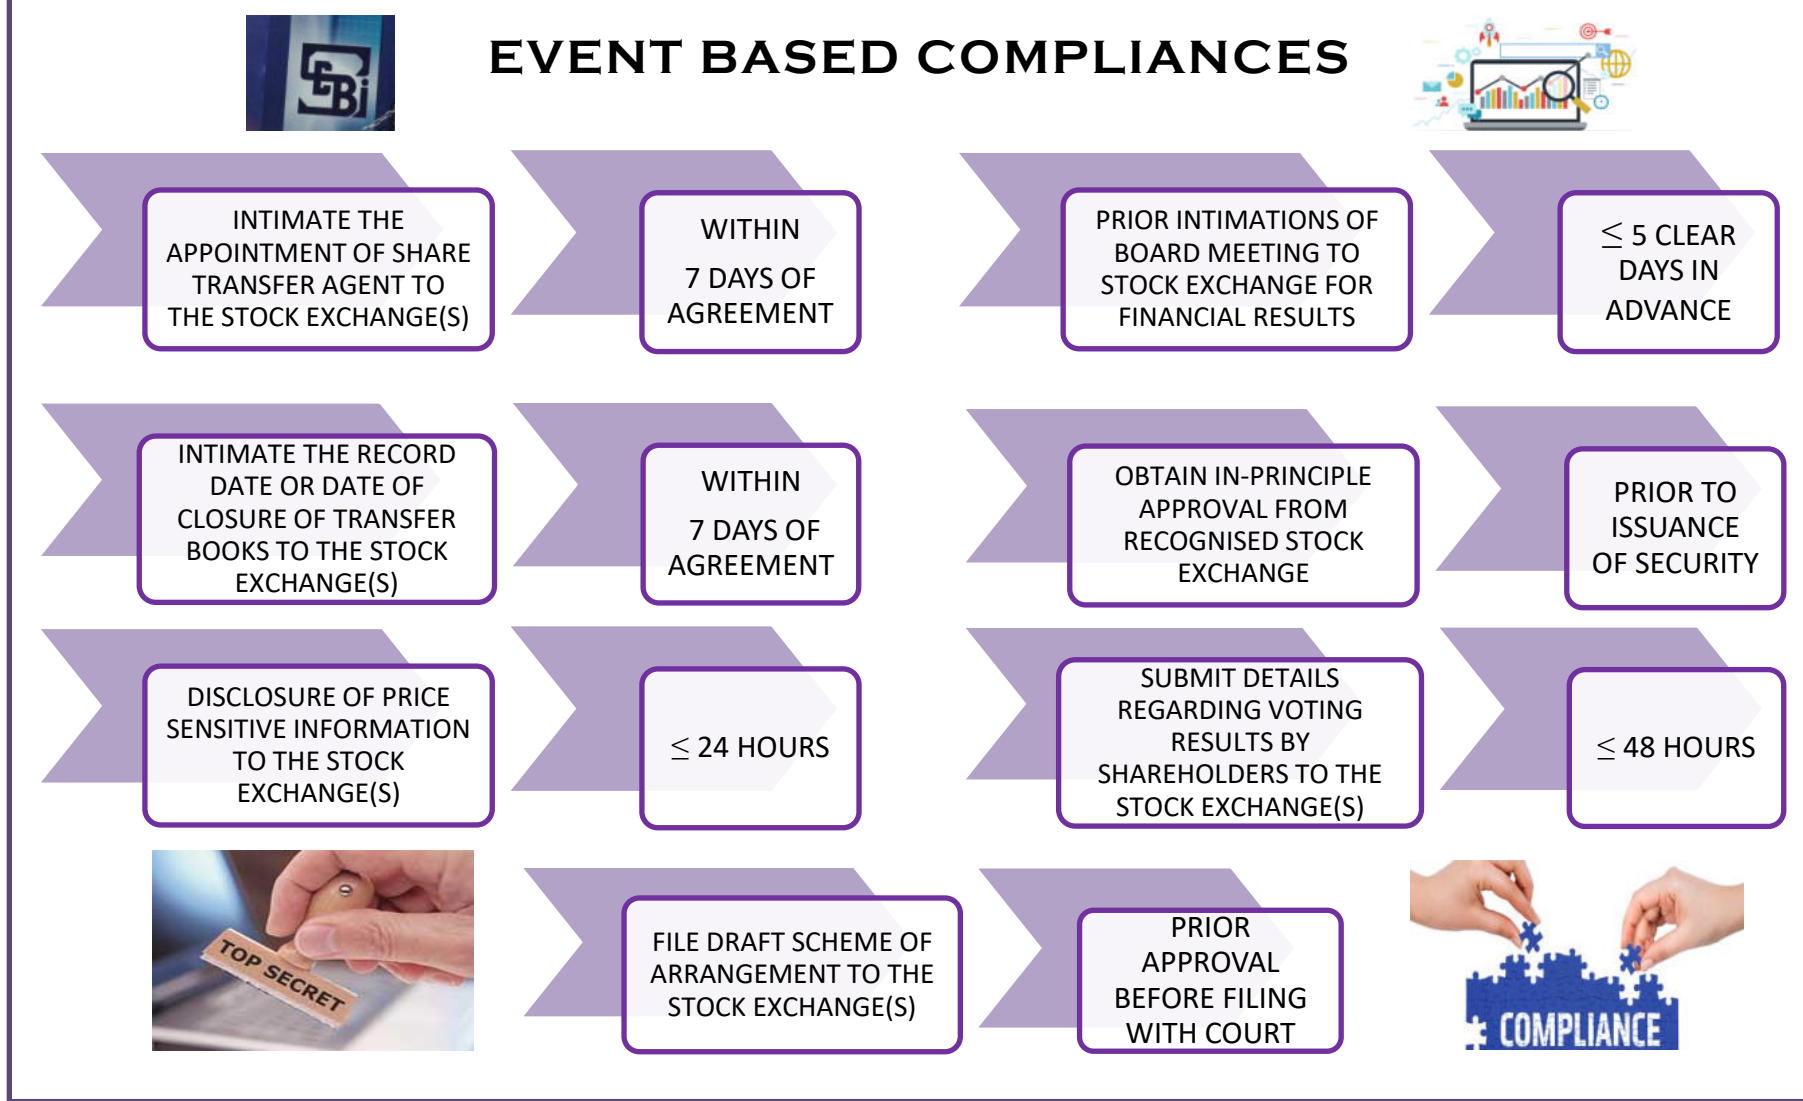 SEBI
EVENT BASED COMPLIANCES
INTIMATE THE
APPOINTMENT OF SHARE
TRANSFER AGENT TO
THE STOCK EXCHANGE(S)
WITHIN
7 DAYS OF
AGREEMENT
PRIOR INTIMATIONS OF
BOARD MEETING TO
STOCK EXCHANGE FOR
FINANCIAL RESULTS
≤ 5 CLEAR
DAYS IN
ADVANCE
INTIMATE THE RECORD
DATE OR DATE OF
CLOSURE OF TRANSFER
BOOKS TO THE STOCK
EXCHANGE(S)
WITHIN
7 DAYS OF
AGREEMENT
OBTAIN IN-PRINCIPLE
APPROVAL FROM
RECOGNISED STOCK
EXCHANGE
PRIOR TO
ISSUANCE
OF SECURITY
DISCLOSURE OF PRICE
SENSITIVE INFORMATION
TO THE STOCK
EXCHANGE(S)
≤ 24 HOURS
SUBMIT DETAILS
REGARDING VOTING
RESULTS BY
SHAREHOLDERS TO THE
STOCK EXCHANGE(S)
≤ 48 HOURS
TOP SECRET
FILE DRAFT SCHEME OF
ARRANGEMENT TO THE
STOCK EXCHANGE(S)
PRIOR
APPROVAL
BEFORE FILING
WITH COURT
COMPLIANCE